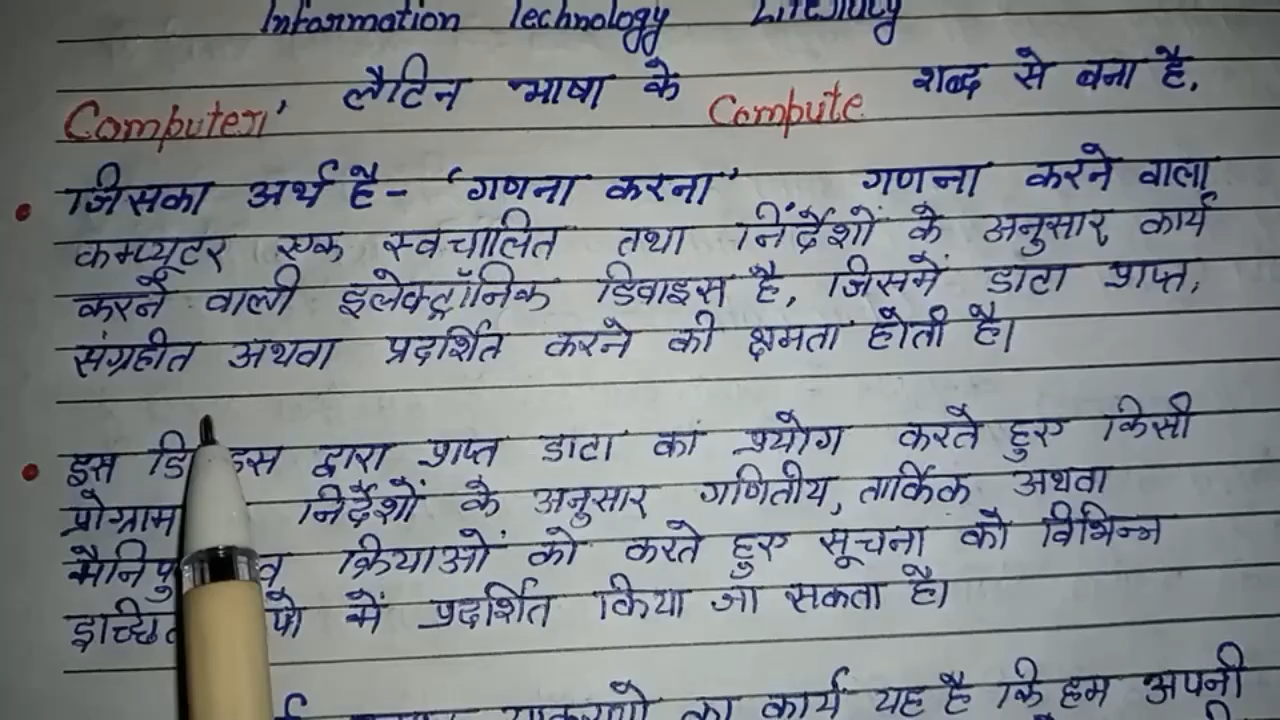 Information Technology Literacy
Computer' लैटिन भाषा के Compute शब्द से बना है,
जिसका अर्थ है- 'गणना करना' गणना करने वाला
कम्प्यूटर एक स्वचालित तथा निर्देशों के अनुसार कार्य
करने वाली इलेक्ट्रॉनिक डिवाइस है, जिसमें डाटा प्राप्त,
संग्रहीत अथवा प्रदर्शित करने की क्षमता होती है।
इस द्वारा प्राप्त डाटा का प्रयोग करते हुए किसी
प्रोग्राम निर्देशों के अनुसार गणितीय, तार्किक अथवा
क्रियाओं को करते हुए सूचना को विभिन्न
में प्रदर्शित किया जा सकता है।
का कार्य यह है कि हम अपनी